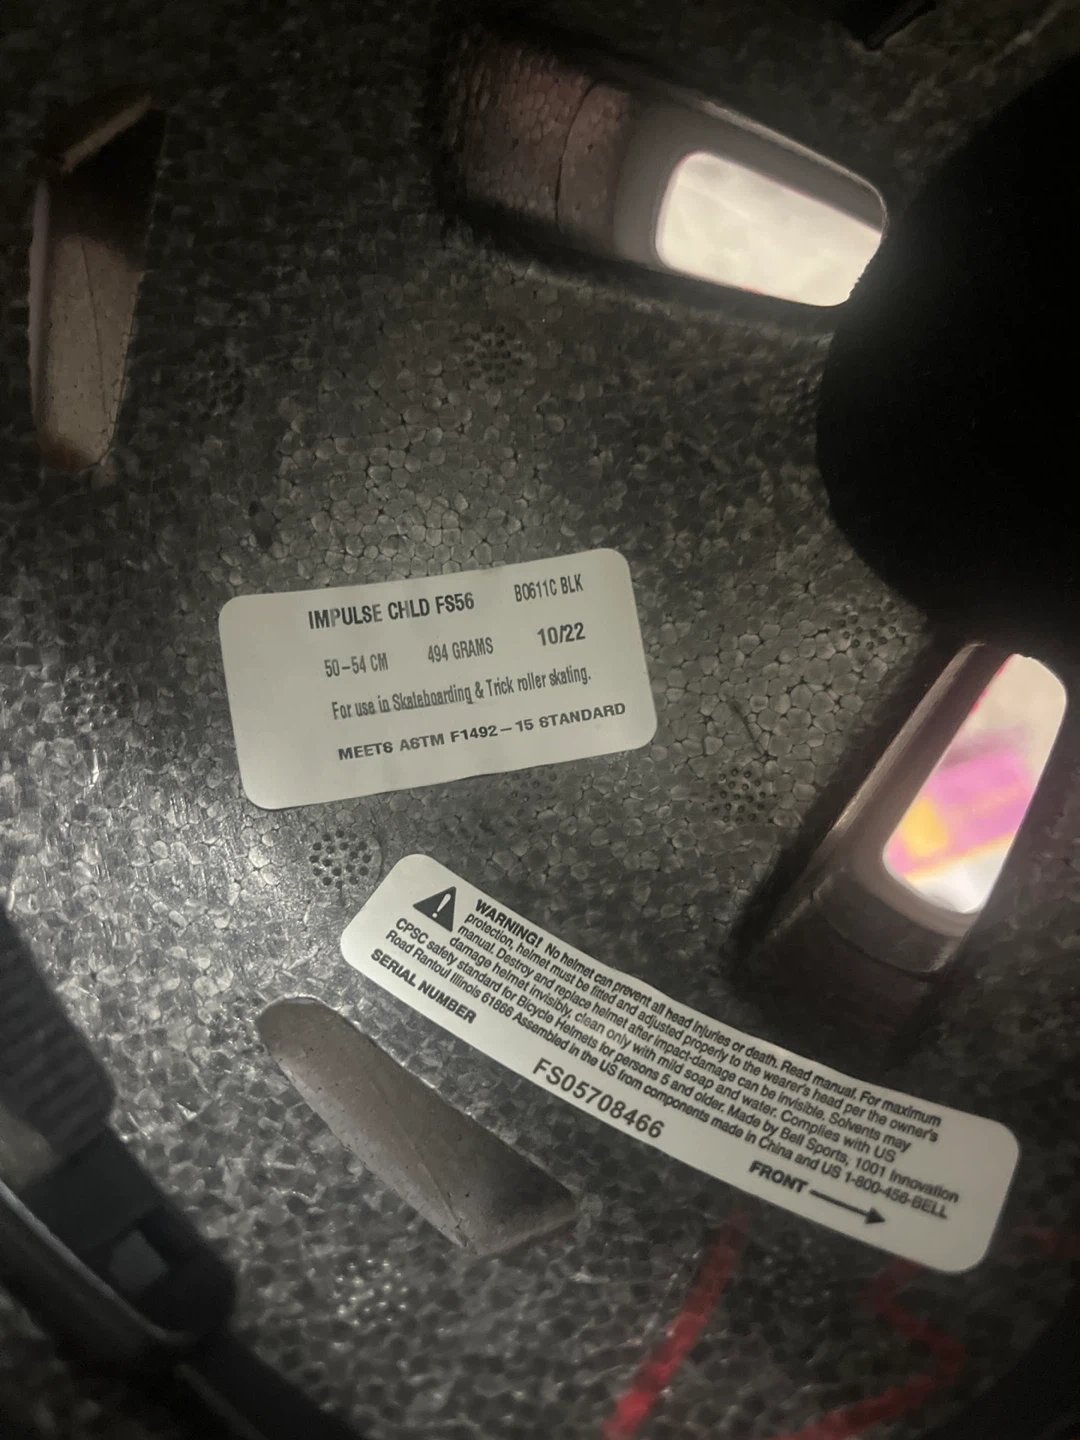 IMPULSE CHLD FS56 B0611C BLK
50-54 CM 494 GRAMS 10/22
For use in Skateboarding & Trick roller skating.
MEETS ASTM F1492-15 STANDARD
WARNING! No helmet can prevent all head injuries or death. Read manual. For maximum
protection, helmet must be fitted and adjusted properly to the wearer's head per the owner's
manual. Destroy and replace helmet after impact-damage can be invisible. Solvents may
damage helmet invisibly, clean only with mild soap and water. Complies with US
CPSC safety standard for Bicycle Helmets for persons 5 and older. Made by Bell Sports, 1001 Innovation
Road Rantoul Illinois 61866 Assembled in the US from components made in China and US 1-800-456-BELL
SERIAL NUMBER FS05708466
FRONT